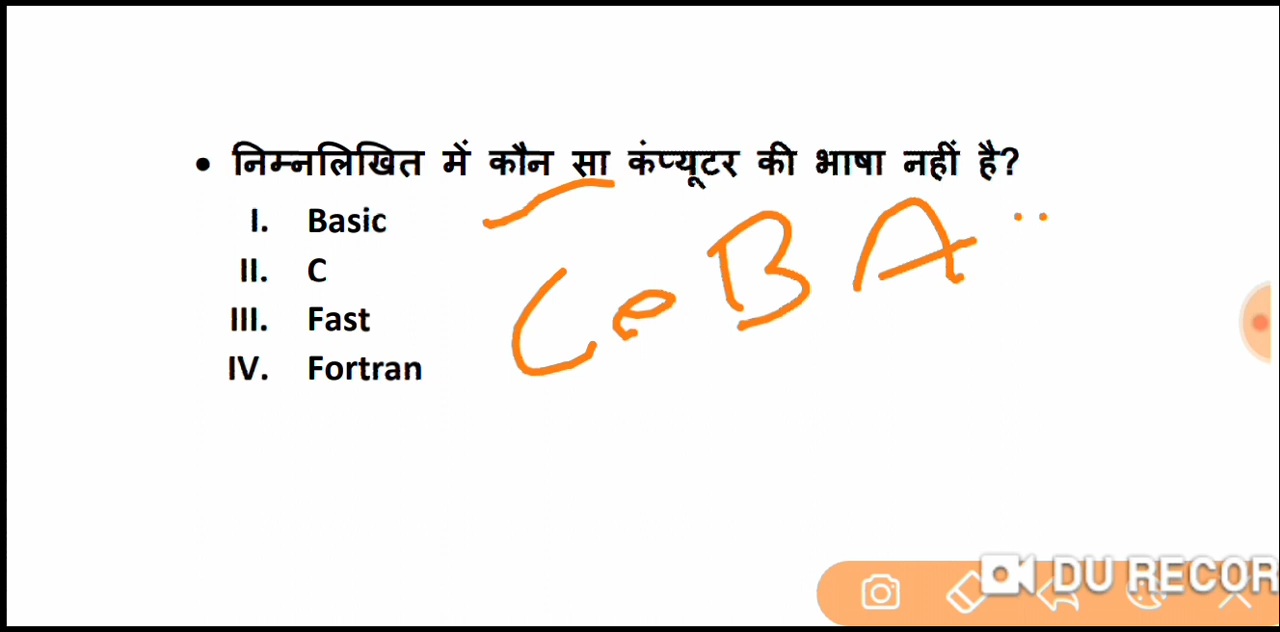 • निम्नलिखित में कौन सा कंप्यूटर की भाषा नहीं है?
I. Basic
II. C
III. Fast
IV. Fortran
CoBA
DU RECOR